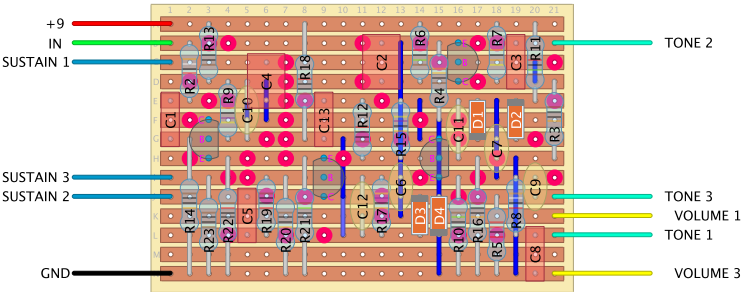 1 2 3 4 5 6 7 8 9 10 11 12 13 14 15 16 17 18 19 20 21
+9
IN
TONE 2
SUSTAIN 1
SUSTAIN 3
SUSTAIN 2
TONE 3
VOLUME 1
TONE 1
GND
VOLUME 3
R13
R6
R7
R11
R2
R18
C2
R4
C3
C4
R9
C10
C1
C13
R12
R15
C11
D1
D2
R3
C7
R14
R23
R22
C5
R19
R20
R21
C12
R17
C6
D3
D4
R10
R16
R5
R8
C9
C8